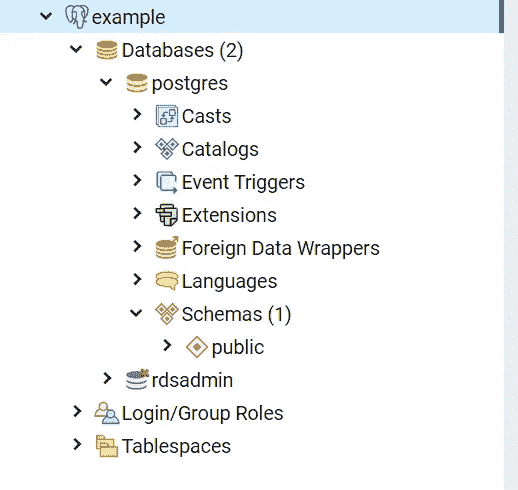 example
Databases (2)
postgres
Casts
Catalogs
Event Triggers
Extensions
Foreign Data Wrappers
Languages
Schemas (1)
public
rdsadmin
Login/Group Roles
Tablespaces